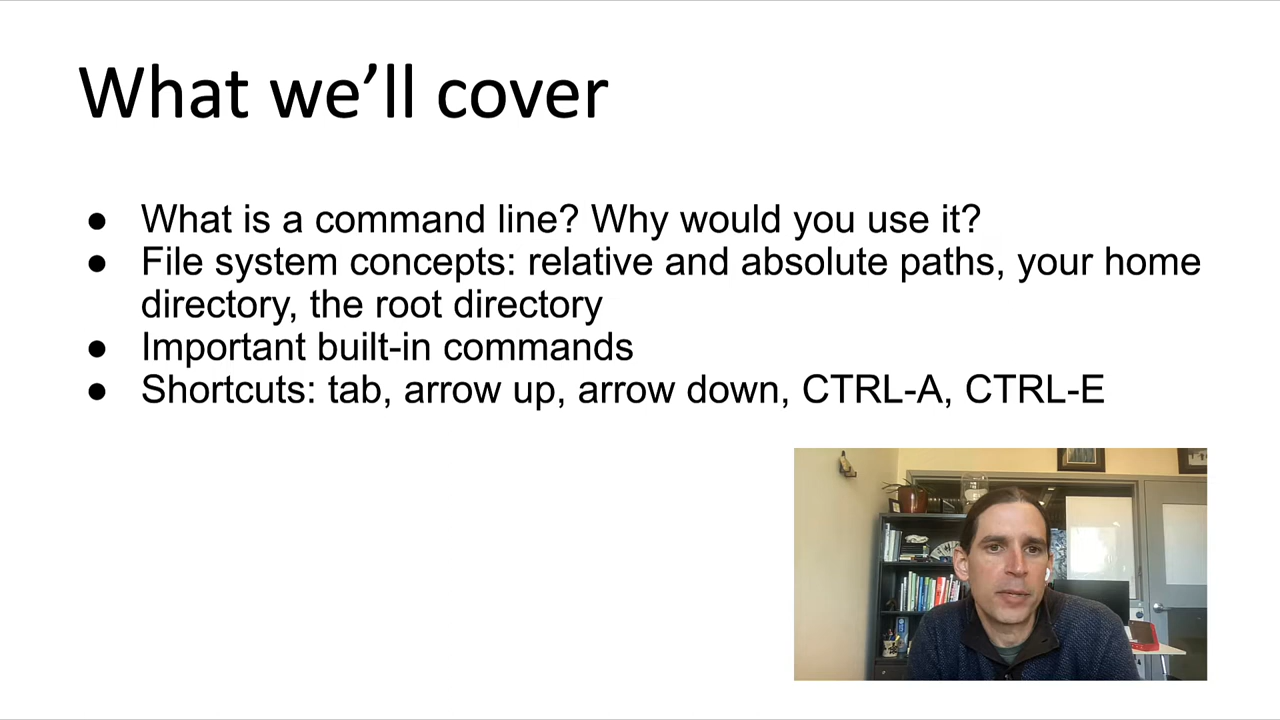 What we’ll cover
● What is a command line? Why would you use it?
● File system concepts: relative and absolute paths, your home
directory, the root directory
● Important built-in commands
● Shortcuts: tab, arrow up, arrow down, CTRL-A, CTRL-E